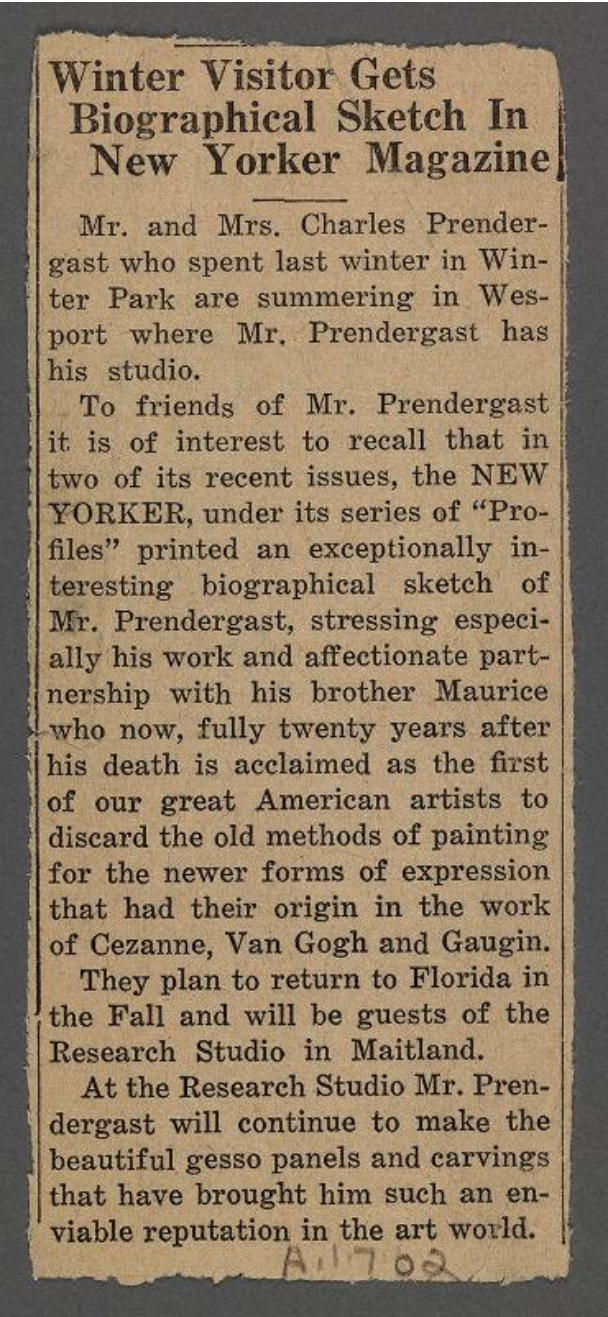 Winter Visitor Gets
Biographical Sketch In
New Yorker Magazine
Mr. and Mrs. Charles Prender-
gast who spent last winter in Win-
ter Park are summering in Wes-
port where Mr. Prendergast has
his studio.
To friends of Mr. Prendergast
it is of interest to recall that in
two of its recent issues, the NEW
YORKER, under its series of “Pro-
files” printed an exceptionally in-
teresting biographical sketch of
Mr. Prendergast, stressing especi-
ally his work and affectionate part-
nership with his brother Maurice
who now, fully twenty years after
his death is acclaimed as the first
of our great American artists to
discard the old methods of painting
for the newer forms of expression
that had their origin in the work
of Cezanne, Van Gogh and Gaugin.
They plan to return to Florida in
the Fall and will be guests of the
Research Studio in Maitland.
At the Research Studio Mr. Pren-
dergast will continue to make the
beautiful gesso panels and carvings
that have brought him such an en-
viable reputation in the art world.